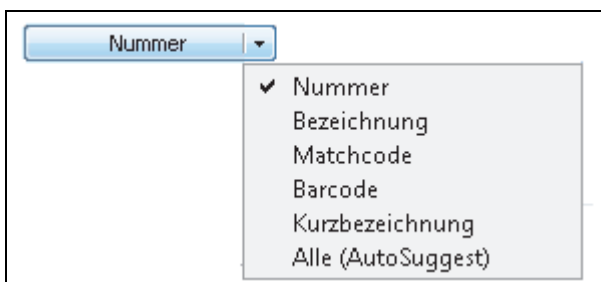 Nummer
Nummer
Bezeichnung
Matchcode
Barcode
Kurzbezeichnung
Alle (AutoSuggest)